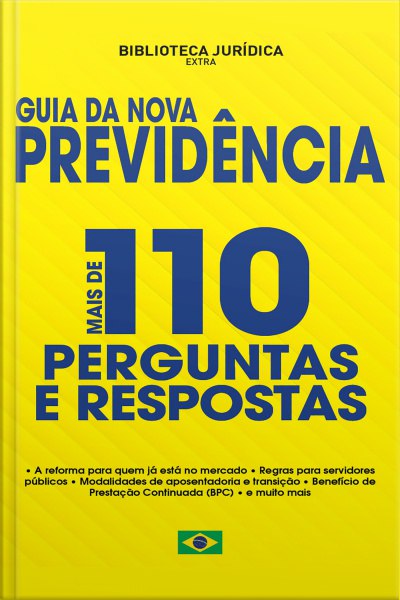 BIBLIOTECA JURÍDICA
EXTRA
GUIA DA NOVA
PREVIDÊNCIA
MAIS DE
110
PERGUNTAS
E RESPOSTAS
• A reforma para quem já está no mercado • Regras para servidores
públicos • Modalidades de aposentadoria e transição • Benefício de
Prestação Continuada (BPC) • e muito mais